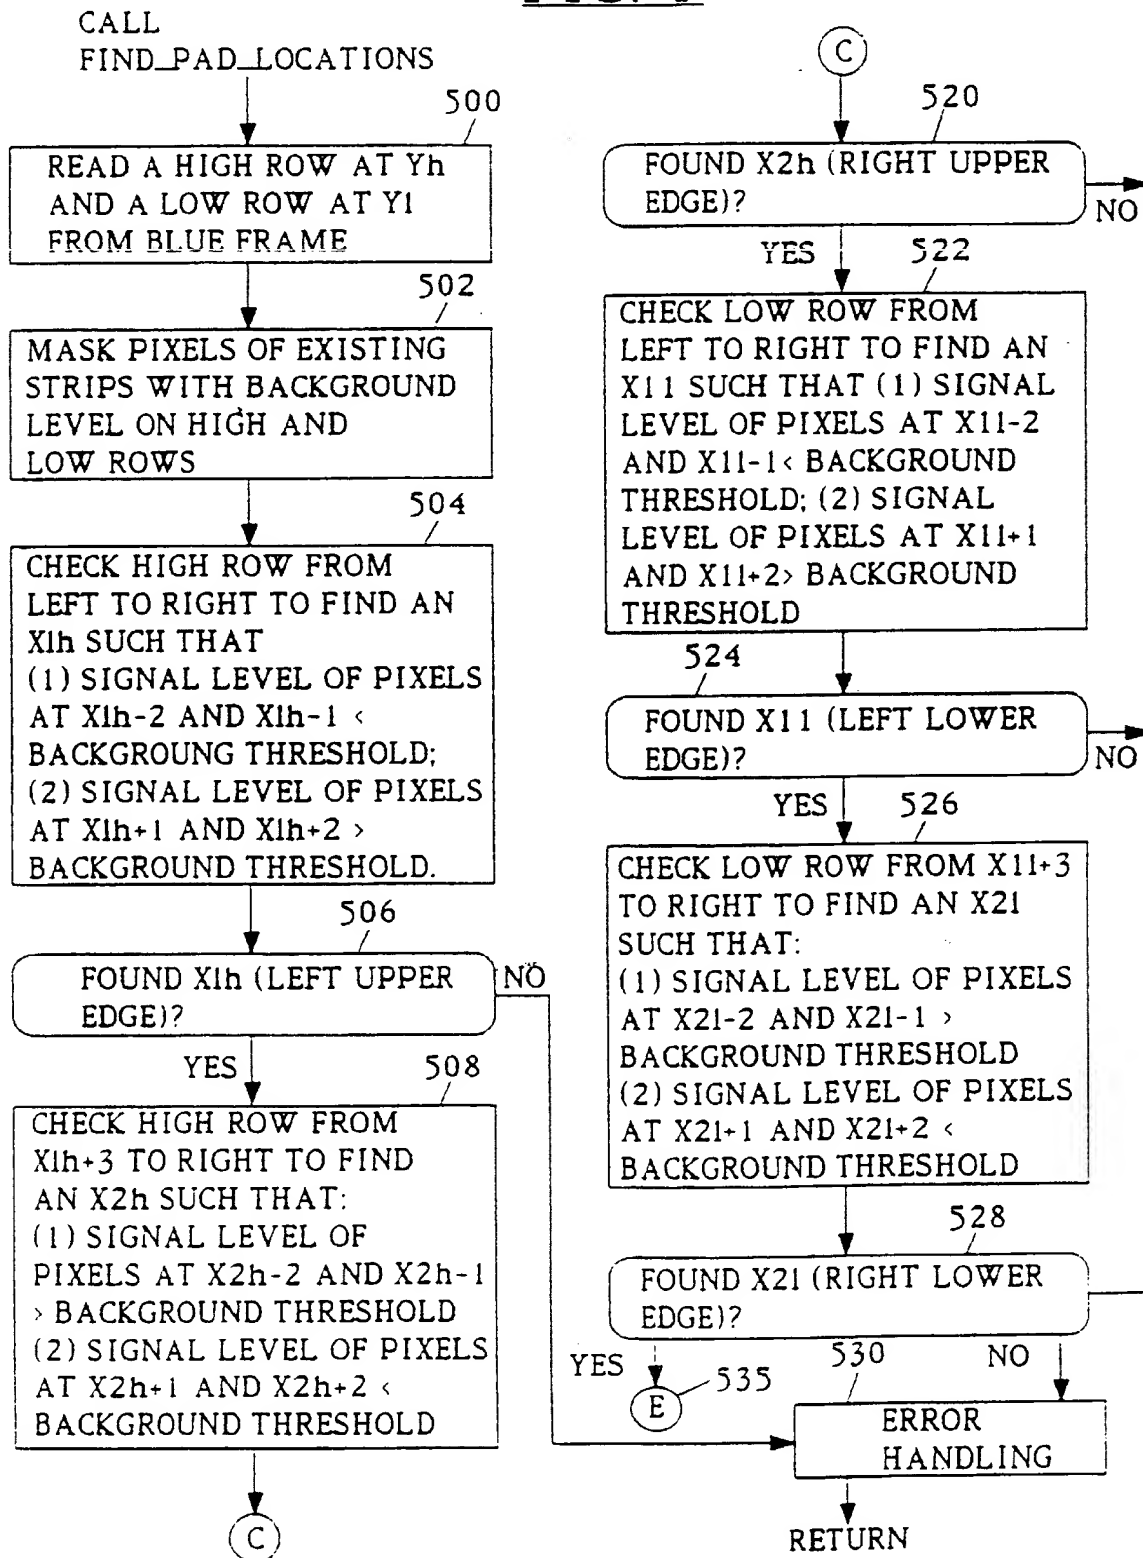 CALL
FIND_PAD_LOCATIONS
500
READ A HIGH ROW AT Yh
AND A LOW ROW AT Yl
FROM BLUE FRAME
502
MASK PIXELS OF EXISTING
STRIPS WITH BACKGROUND
LEVEL ON HIGH AND
LOW ROWS
504
CHECK HIGH ROW FROM
LEFT TO RIGHT TO FIND AN
X1h SUCH THAT
(1) SIGNAL LEVEL OF PIXELS
AT X1h-2 AND X1h-1 <
BACKGROUNG THRESHOLD;
(2) SIGNAL LEVEL OF PIXELS
AT X1h+1 AND X1h+2 >
BACKGROUND THRESHOLD.
506
FOUND X1h (LEFT UPPER
EDGE)?
NO
YES
508
CHECK HIGH ROW FROM
X1h+3 TO RIGHT TO FIND
AN X2h SUCH THAT:
(1) SIGNAL LEVEL OF
PIXELS AT X2h-2 AND X2h-1
> BACKGROUND THRESHOLD
(2) SIGNAL LEVEL OF PIXELS
AT X2h+1 AND X2h+2 <
BACKGROUND THRESHOLD
C
C
520
FOUND X2h (RIGHT UPPER
EDGE)?
NO
YES
522
CHECK LOW ROW FROM
LEFT TO RIGHT TO FIND AN
X1l SUCH THAT (1) SIGNAL
LEVEL OF PIXELS AT X1l-2
AND X1l-1< BACKGROUND
THRESHOLD; (2) SIGNAL
LEVEL OF PIXELS AT X1l+1
AND X1l+2> BACKGROUND
THRESHOLD
524
FOUND X1l (LEFT LOWER
EDGE)?
NO
YES
526
CHECK LOW ROW FROM X1l+3
TO RIGHT TO FIND AN X2l
SUCH THAT:
(1) SIGNAL LEVEL OF PIXELS
AT X2l-2 AND X2l-1 >
BACKGROUND THRESHOLD
(2) SIGNAL LEVEL OF PIXELS
AT X2l+1 AND X2l+2 <
BACKGROUND THRESHOLD
528
FOUND X2l (RIGHT LOWER
EDGE)?
YES
530
NO
E
535
ERROR
HANDLING
RETURN